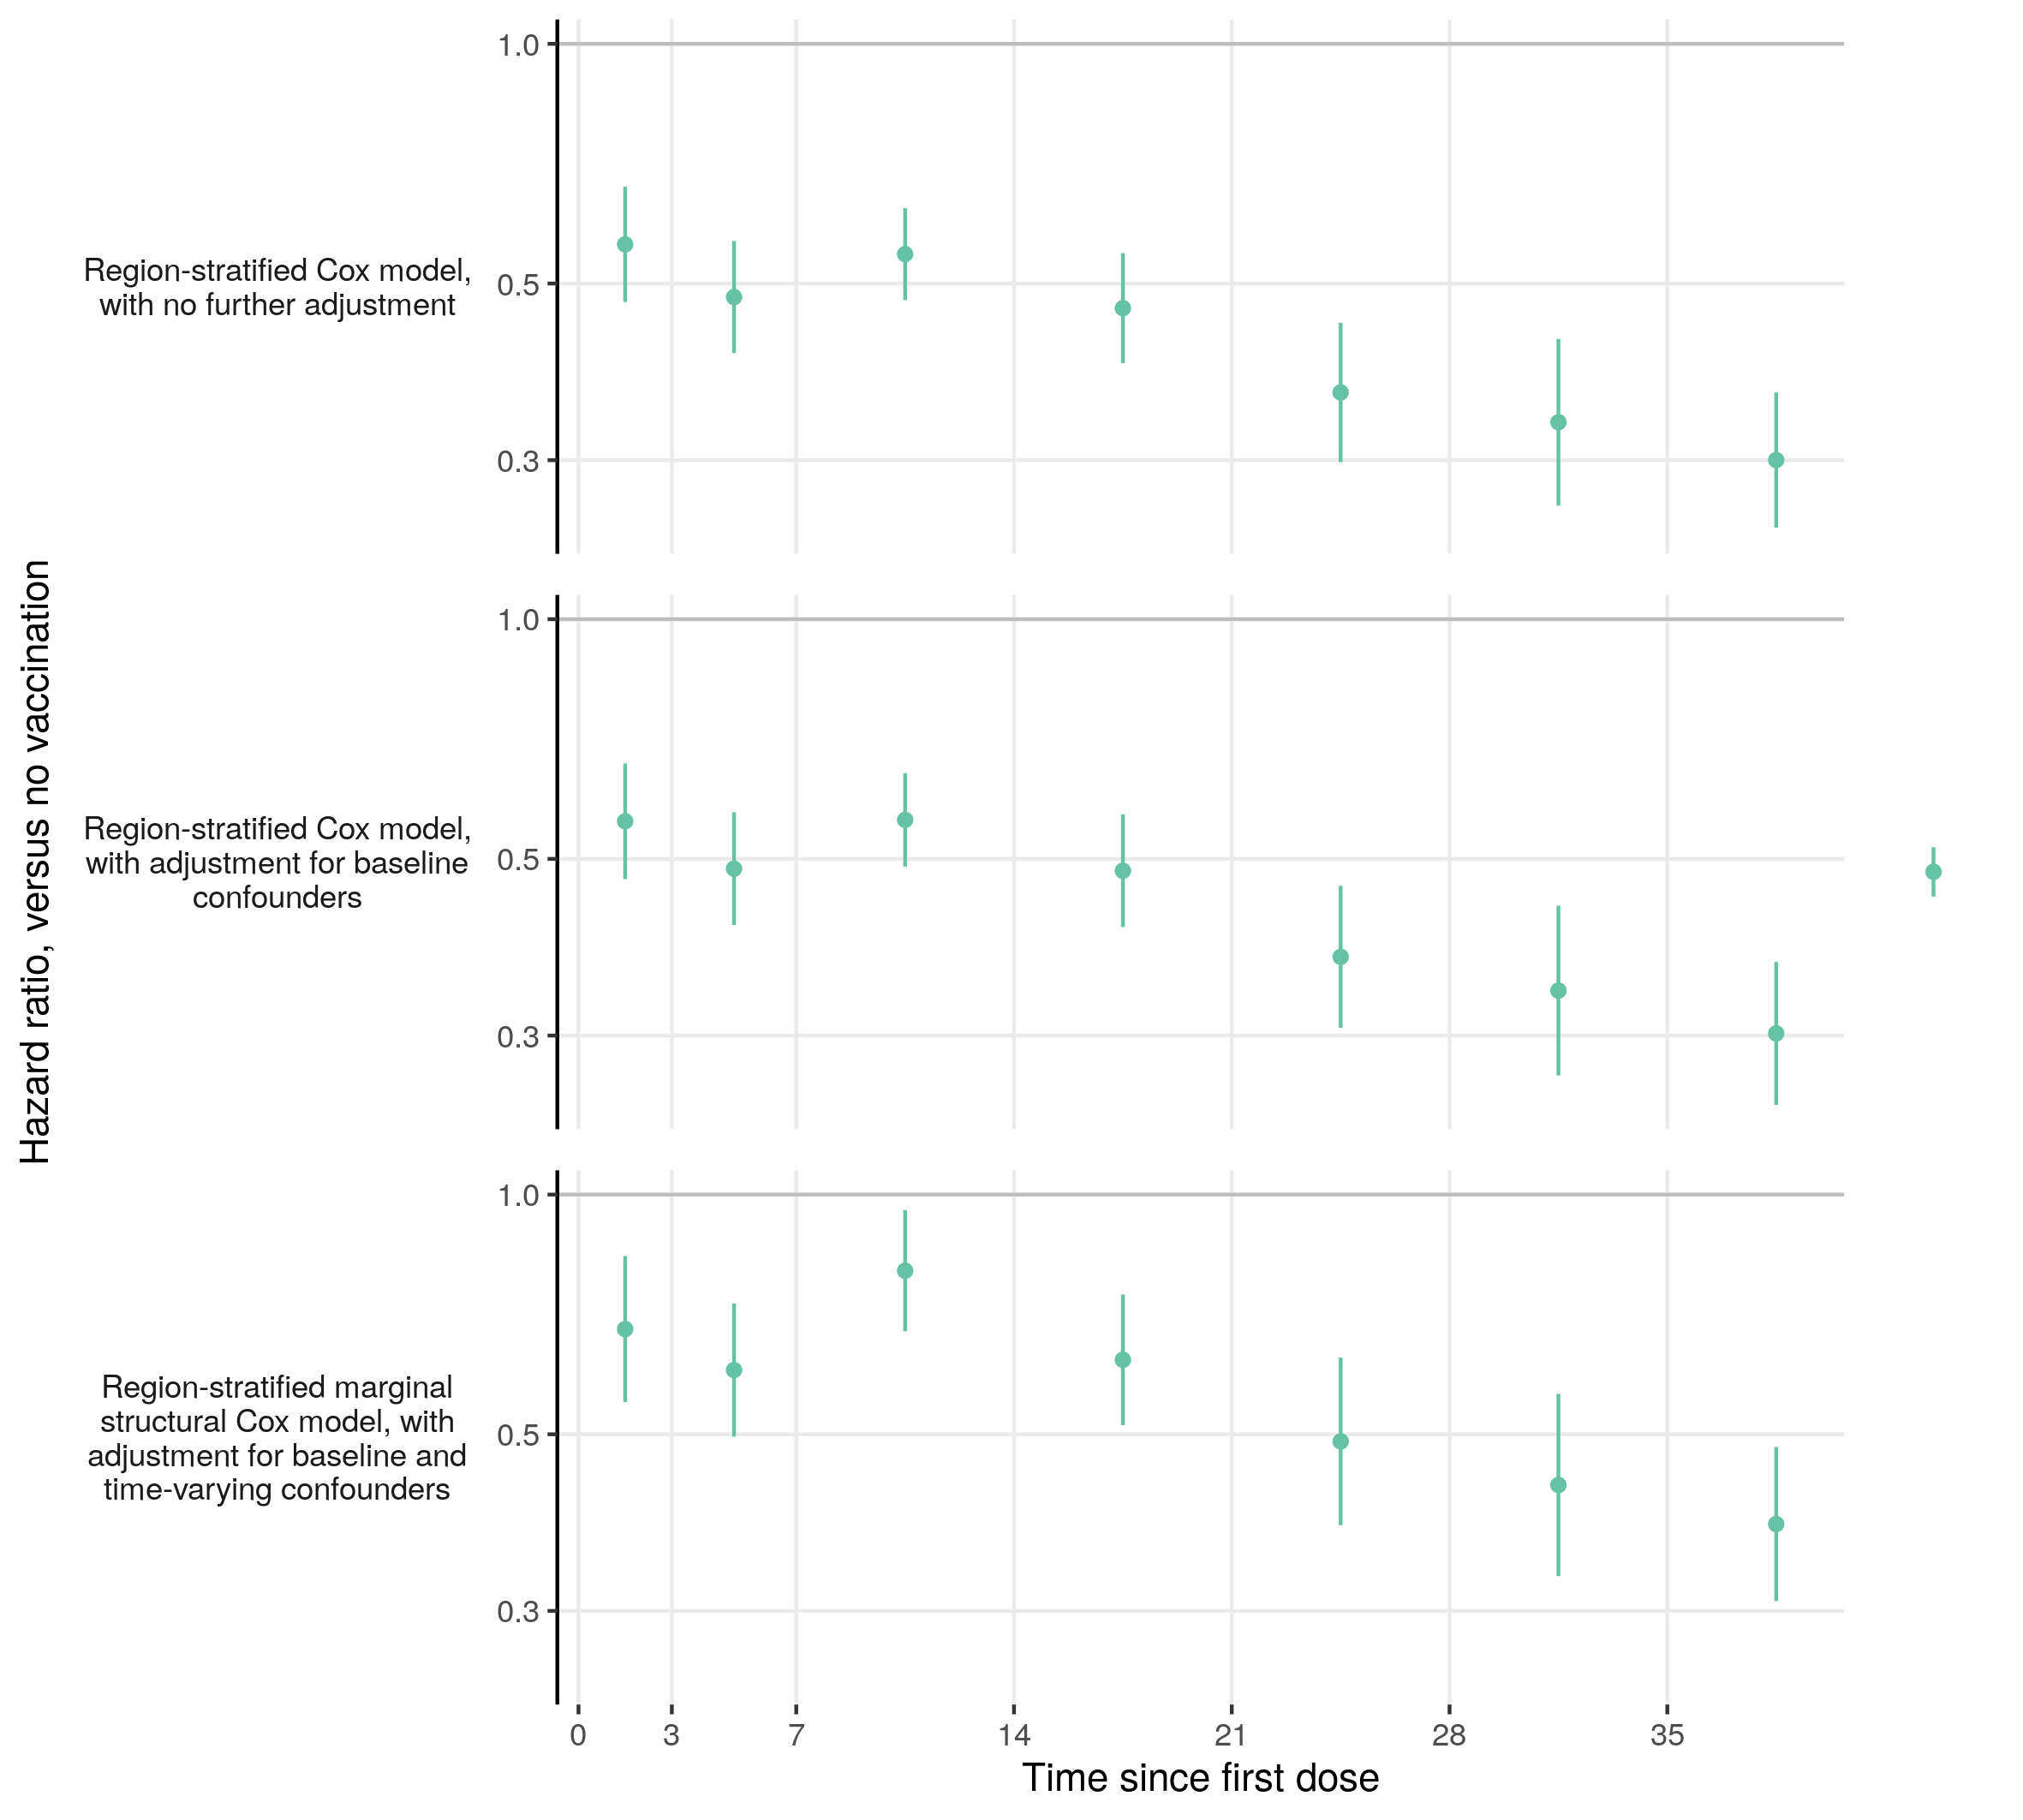 Hazard ratio, versus no vaccination
Region-stratified Cox model,
with no further adjustment
1.0
0.5
0.3
Region-stratified Cox model,
with adjustment for baseline
confounders
1.0
0.5
0.3
Region-stratified marginal
structural Cox model, with
adjustment for baseline and
time-varying confounders
1.0
0.5
0.3
0 3 7 14 21 28 35
Time since first dose